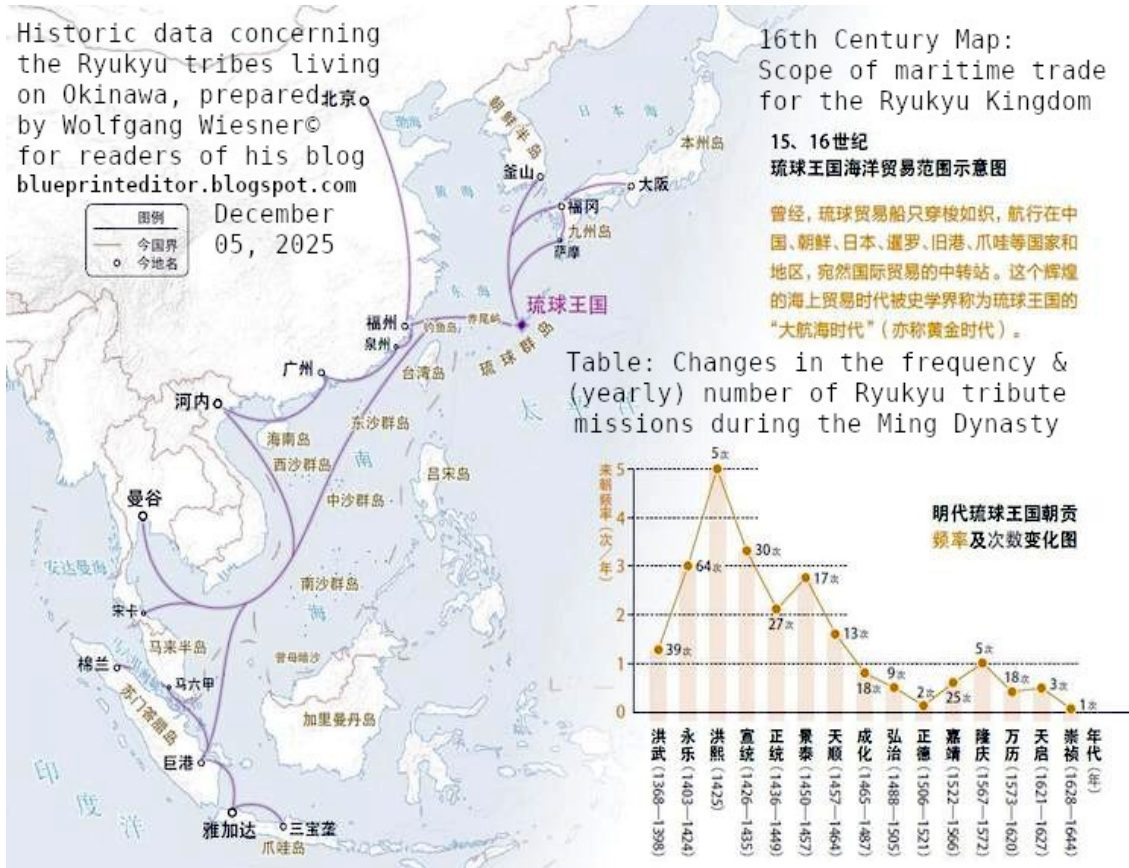 Historic data concerning
the Ryukyu tribes living
on Okinawa, prepared
by Wolfgang Wiesner©
for readers of his blog
blueprinteditor.blogspot.com
December
05, 2025
图例
今国界
今地名
16th Century Map:
Scope of maritime trade
for the Ryukyu Kingdom
15、16世纪
琉球王国海洋贸易范围示意图
曾经，琉球贸易船只穿梭如织，航行在中
国、朝鲜、日本、暹罗、旧港、爪哇等国家和
地区，宛然国际贸易的中转站。这个辉煌
的海上贸易时代被史学界称为琉球王国的
“大航海时代”（亦称黄金时代）。
北京
渤海
朝鲜半岛
日本海
本州岛
釜山
大阪
黄海
福冈
九州岛
萨摩
东海
琉球王国
福州
钓鱼岛
赤尾屿
泉州
琉球群岛
广州
台湾岛
河内
太平洋
东沙群岛
海南岛
西沙群岛
南
吕宋岛
中沙群岛
曼谷
安达曼海
南沙群岛
宋卡
海
马来半岛
曾母暗沙
棉兰
马六甲
苏门答腊岛
加里曼丹岛
巨港
印度洋
雅加达
三宝垄
爪哇岛
Table: Changes in the frequency &
(yearly) number of Ryukyu tribute
missions during the Ming Dynasty
明代琉球王国朝贡
频率及次数变化图
来朝频率（次/年）
5
4
3
2
1
0
39次
64次
5次
30次
27次
17次
13次
18次
9次
2次
25次
5次
18次
3次
1次
洪武（1368—1398）
永乐（1403—1424）
洪熙（1425）
宣统（1426—1435）
正统（1436—1449）
景泰（1450—1457）
天顺（1457—1464）
成化（1465—1487）
弘治（1488—1505）
正德（1506—1521）
嘉靖（1522—1566）
隆庆（1567—1572）
万历（1573—1620）
天启（1621—1627）
崇祯（1628—1644）
年代（年）